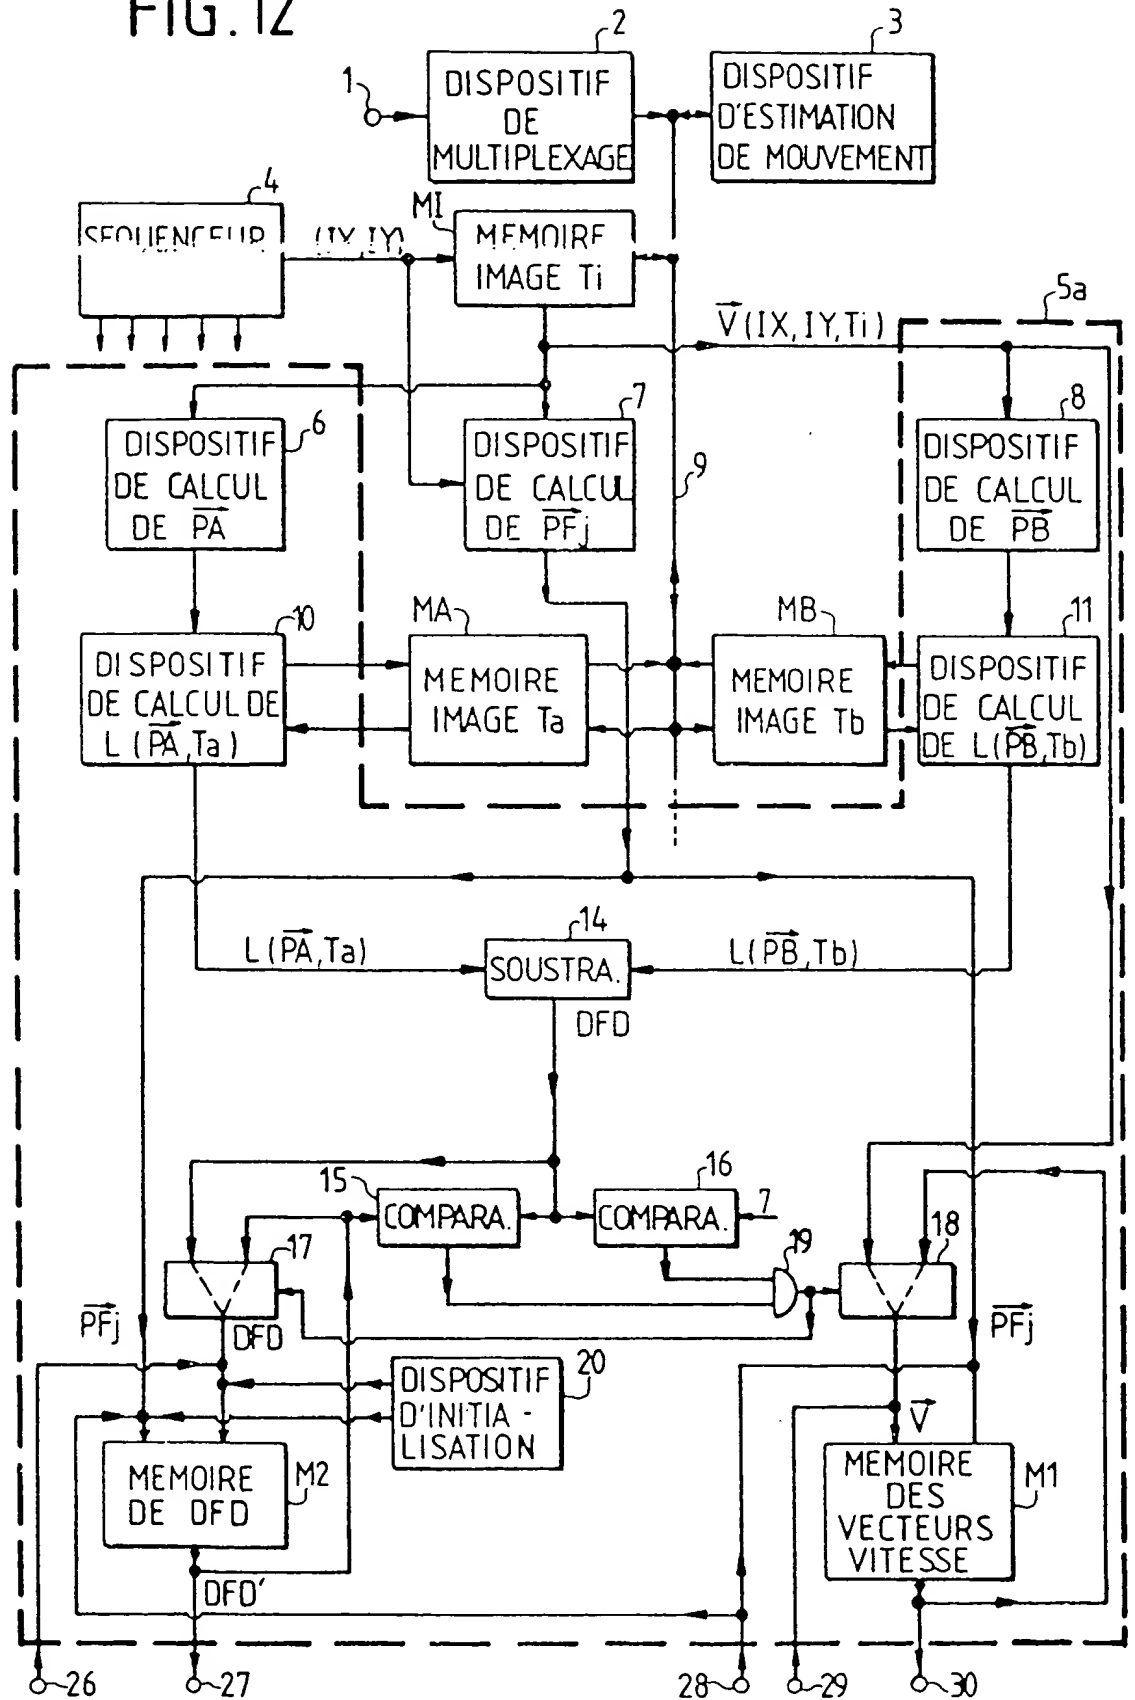 FIG. 12
2
3
1
DISPOSITIF
DE
MULTIPLEXAGE
DISPOSITIF
D'ESTIMATION
DE MOUVEMENT
4
SEQUENCEUR
(IX,IY)
MI
MEMOIRE
IMAGE Ti
V(IX,IY,Ti)
5a
6
DISPOSITIF
DE CALCUL
DE PA
7
DISPOSITIF
DE CALCUL
DE PFj
9
8
DISPOSITIF
DE CALCUL
DE PB
10
DISPOSITIF
DE CALCUL DE
L(PA,Ta)
MA
MEMOIRE
IMAGE Ta
MB
MEMOIRE
IMAGE Tb
11
DISPOSITIF
DE CALCUL
DE L(PB,Tb)
L(PA,Ta)
14
SOUSTRA.
L(PB,Tb)
DFD
15
COMPARA.
16
COMPARA.
7
17
19
18
PFj
DFD
PFj
20
DISPOSITIF
D'INITIA-
LISATION
V
MEMOIRE
DE DFD
M2
MEMOIRE
DES
VECTEURS
VITESSE
M1
DFD'
26
27
28
29
30